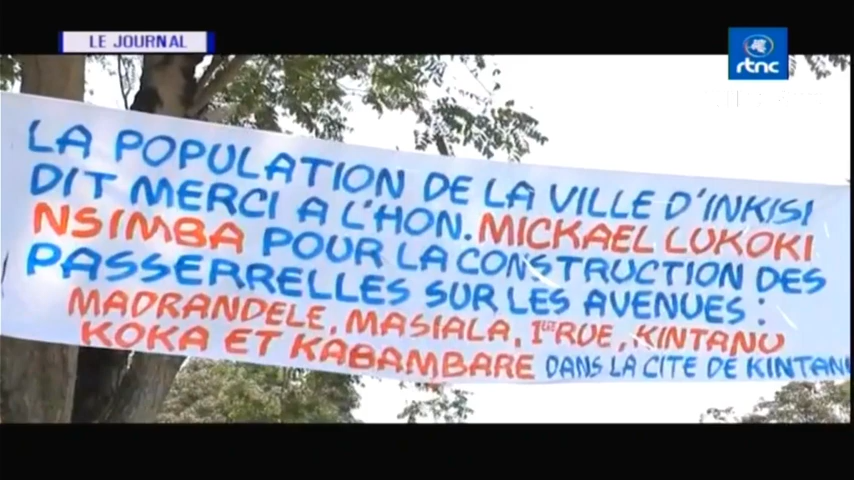 LE JOURNAL
rtnc
LA POPULATION DE LA VILLE D'INKISI
DIT MERCI A L'HON. MICKAEL LUKOKI
NSIMBA POUR LA CONSTRUCTION DES
PASSERRELLES SUR LES AVENUES :
MADRANDELE, MASIALA, 1ère RUE, KINTANU
KOKA ET KABAMBARE DANS LA CITE DE KINTANU